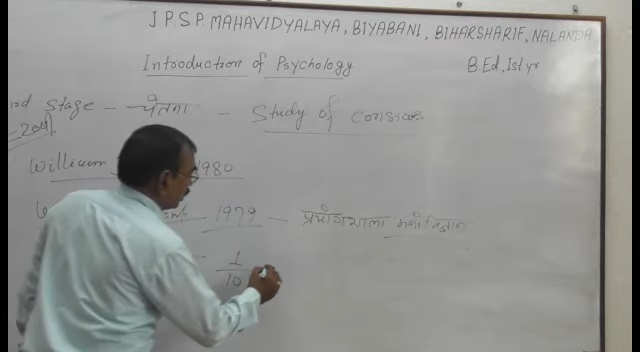 J.P.S.P. MAHAVIDYALAYA, BIYABANI, BIHARSHARIF, NALANDA
Introduction of Psychology B.Ed, Ist yr
Stage - चेतना - Study of
William 1980
1979 - प्रयोगशाला मनोविज्ञान
1
10